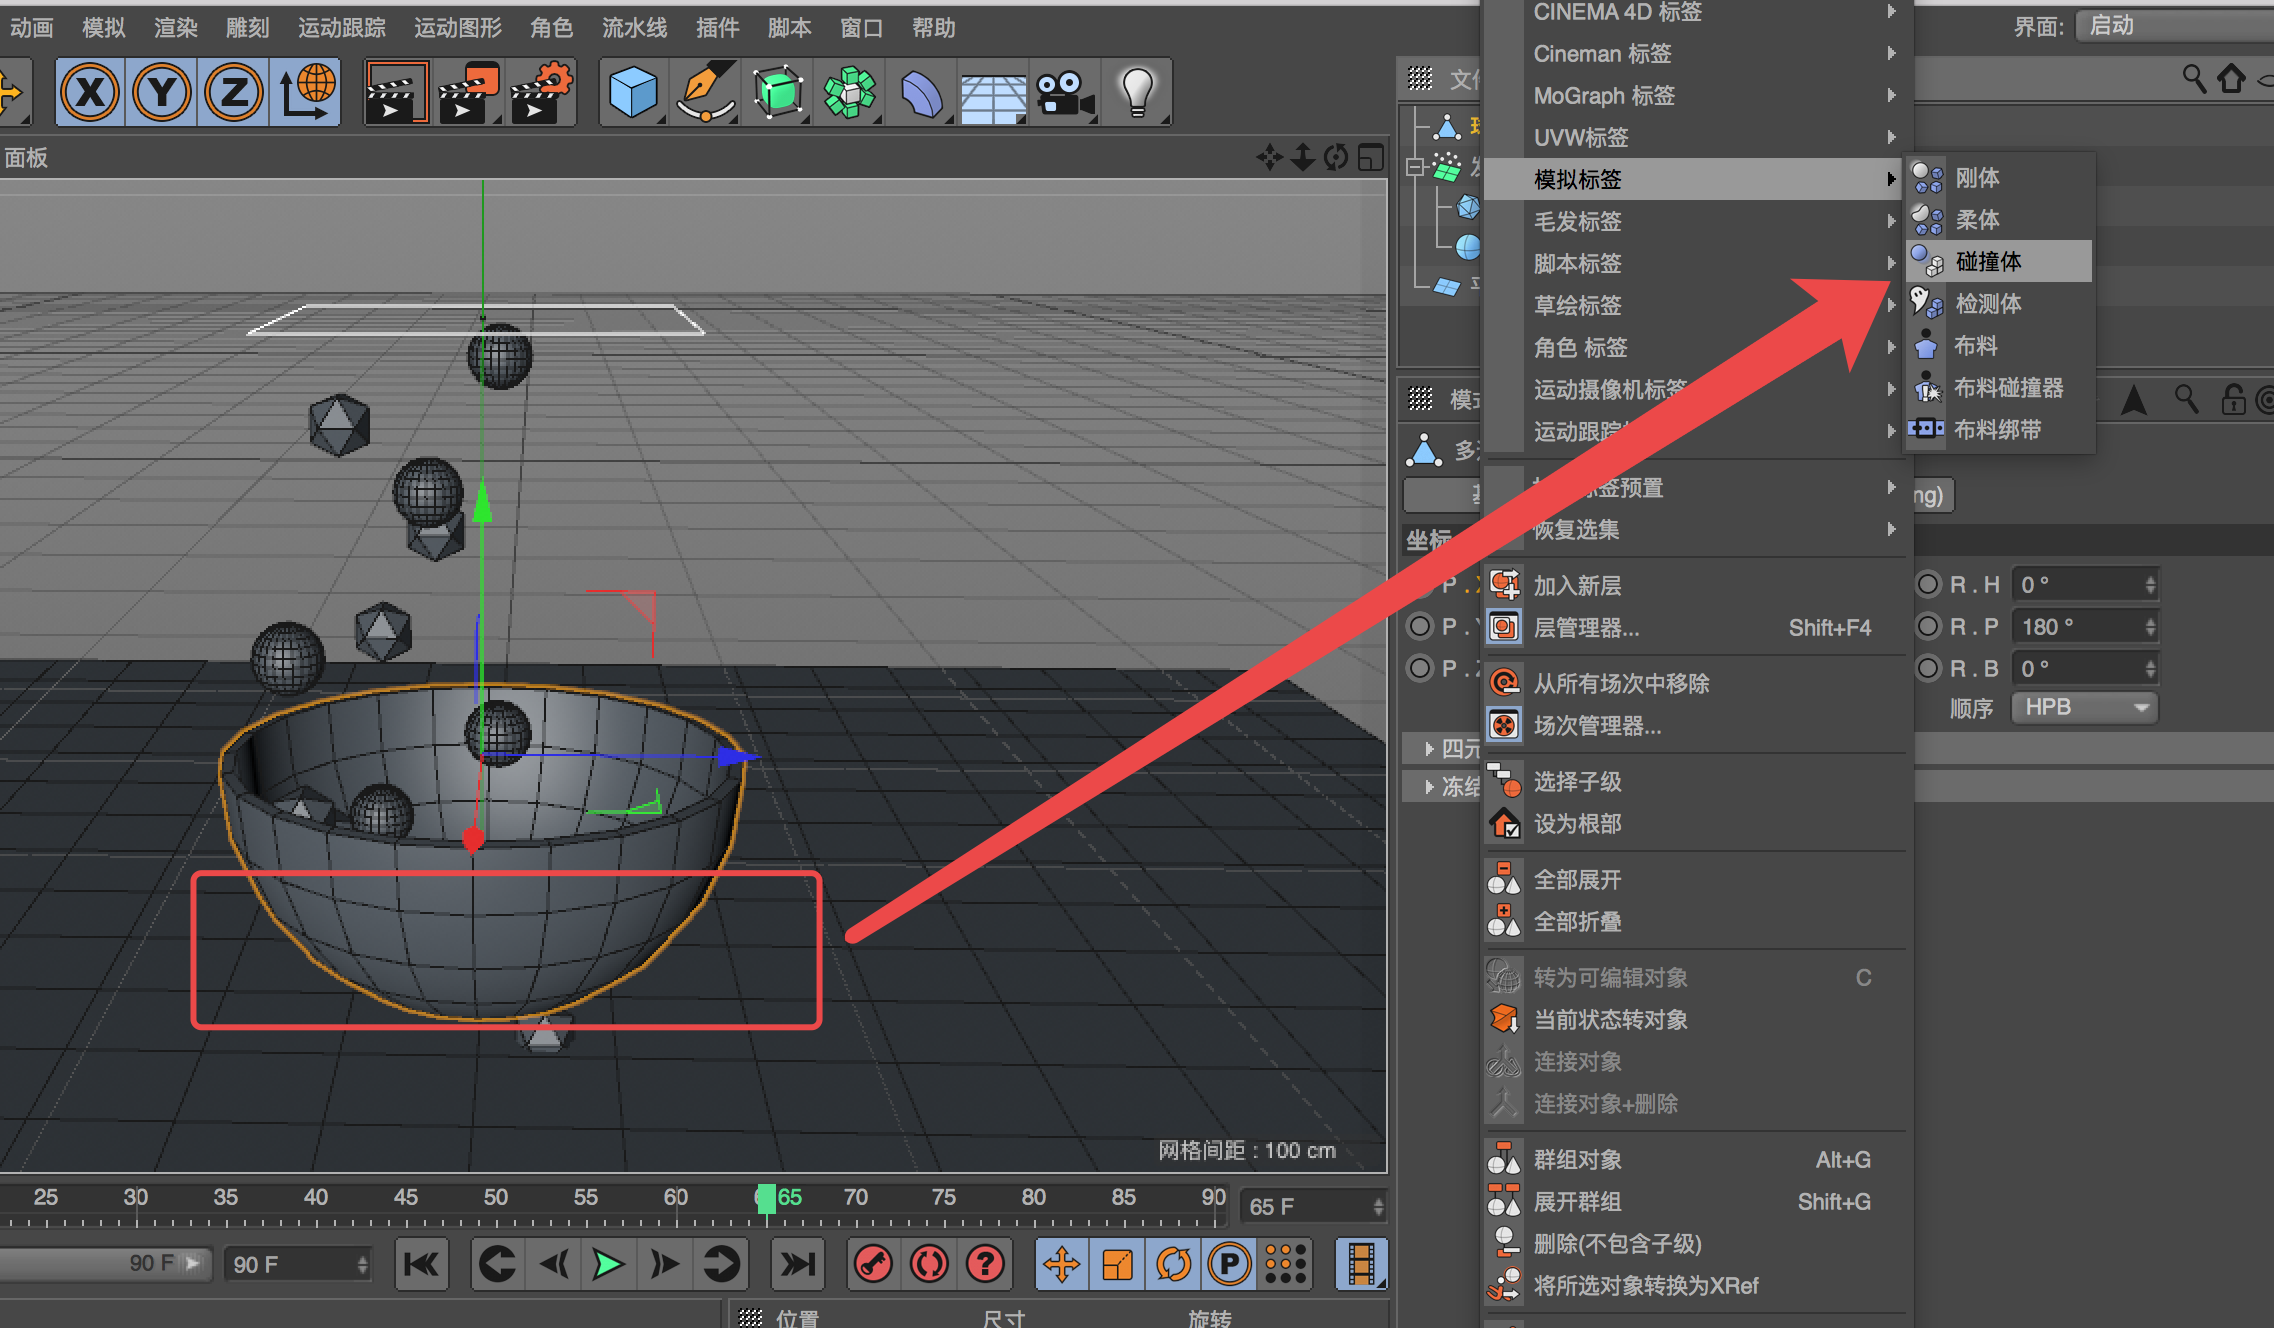 动画 模拟 渲染 雕刻 运动跟踪 运动图形 角色 流水线 插件 脚本 窗口 帮助
界面: 启动
X Y Z
面板
网格间距 : 100 cm
25 30 35 40 45 50 55 60 65 70 75 80 85 90
65 F
90 F
90 F
P
位置 尺寸 旋转
CINEMA 4D 标签
Cineman 标签
MoGraph 标签
UVW标签
模拟标签
毛发标签
脚本标签
草绘标签
角色 标签
运动摄像机标签
运动跟踪
标签预置
恢复选集
加入新层
层管理器... Shift+F4
从所有场次中移除
场次管理器...
选择子级
设为根部
全部展开
全部折叠
转为可编辑对象 C
当前状态转对象
连接对象
连接对象+删除
群组对象 Alt+G
展开群组 Shift+G
删除(不包含子级)
将所选对象转换为XRef
刚体
柔体
碰撞体
检测体
布料
布料碰撞器
布料绑带
ng)
坐标
P .
P .
P .
R . H 0 °
R . P 180 °
R . B 0 °
顺序 HPB
四元
冻结